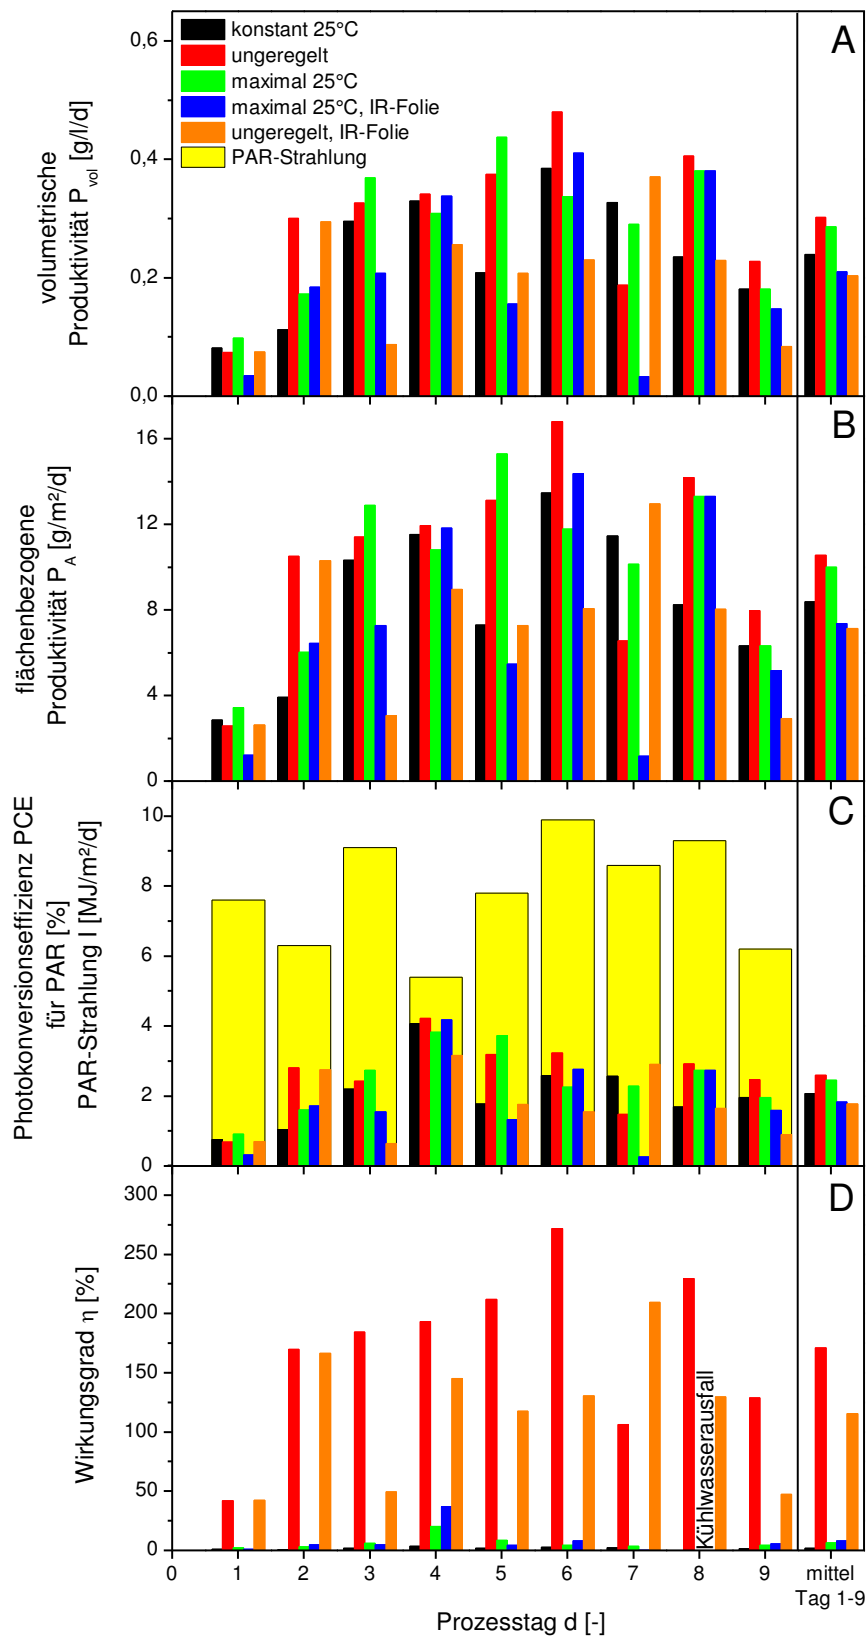 A
konstant 25°C
ungeregelt
maximal 25°C
maximal 25°C, IR-Folie
ungeregelt, IR-Folie
PAR-Strahlung
volumetrische
Produktivität P vol [g/l/d]
0,6
0,4
0,2
0,0
B
flächenbezogene
Produktivität P A [g/m²/d]
16
12
8
4
0
C
Photokonversionseffizienz PCE
für PAR [%]
PAR-Strahlung I [MJ/m²/d]
10
8
6
4
2
0
D
Wirkungsgrad η [%]
300
250
200
150
100
50
0
Kühlwasserausfall
0 1 2 3 4 5 6 7 8 9 mittel
Tag 1-9
Prozesstag d [-]